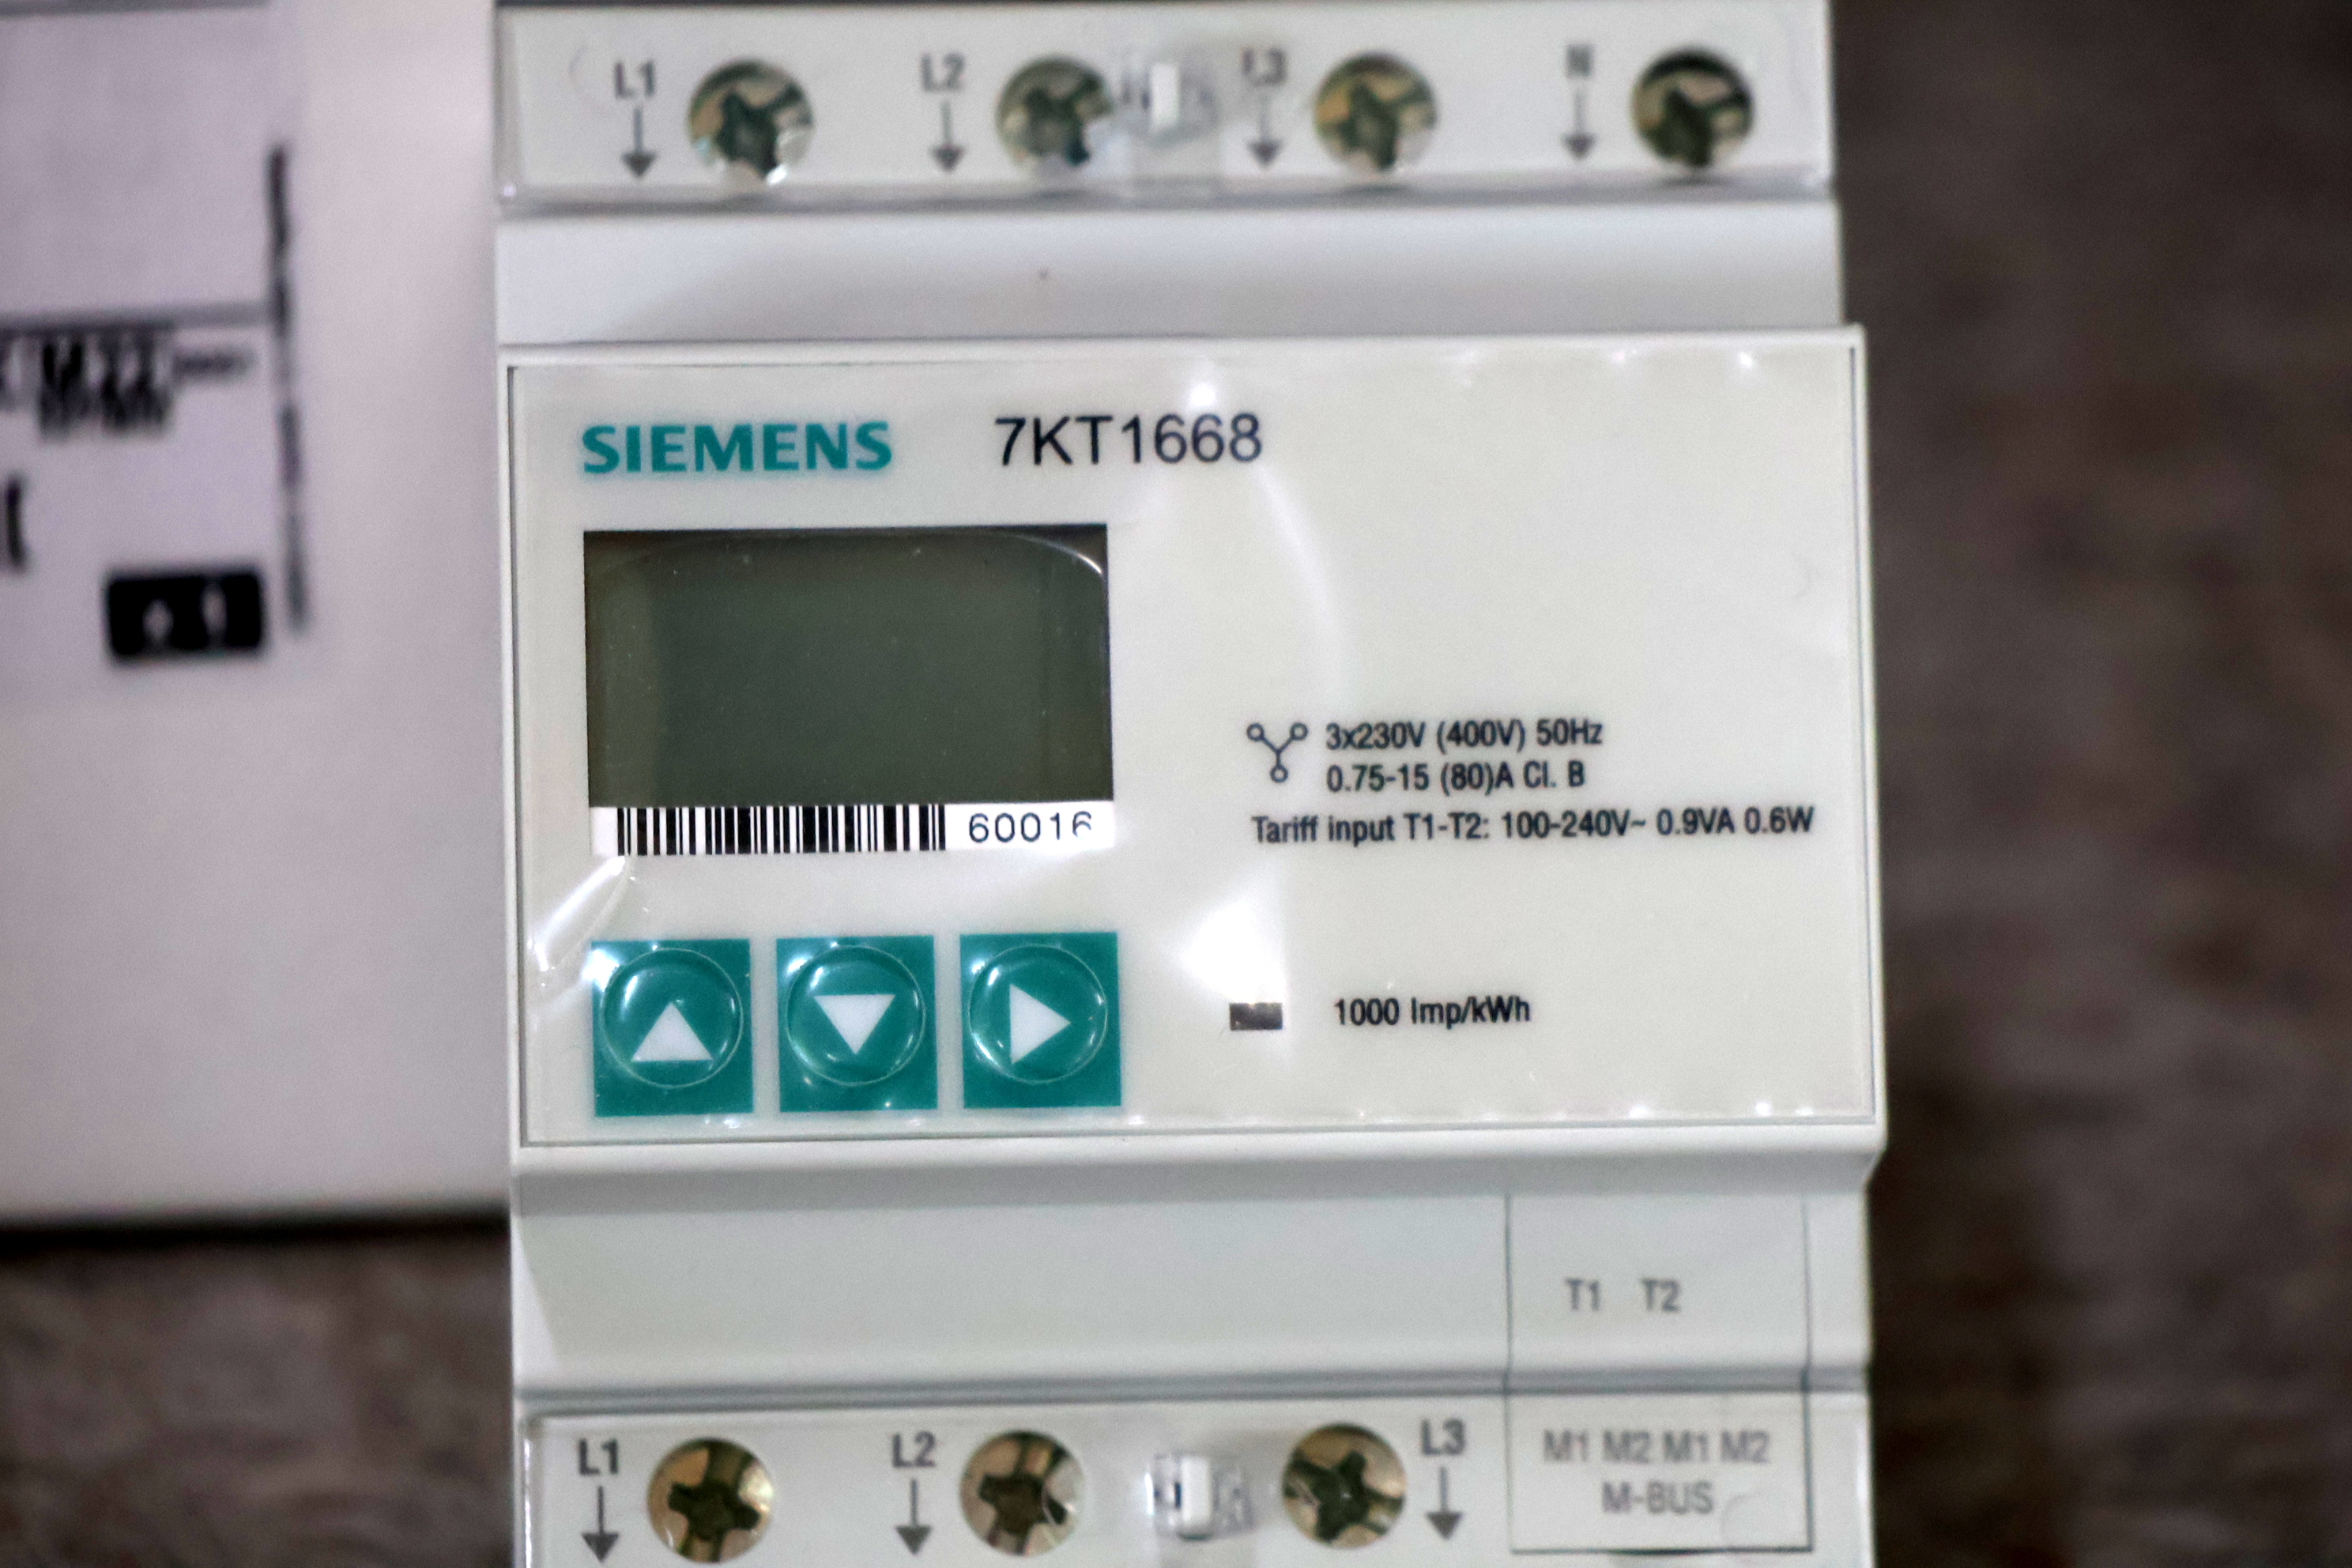 L1 L2 L3 N
SIEMENS 7KT1668
60016
3x230V (400V) 50Hz
0.75-15 (80)A Cl. B
Tariff input T1-T2: 100-240V~ 0.9VA 0.6W
1000 Imp/kWh
T1 T2
L1 L2 L3
M1 M2 M1 M2
M-BUS